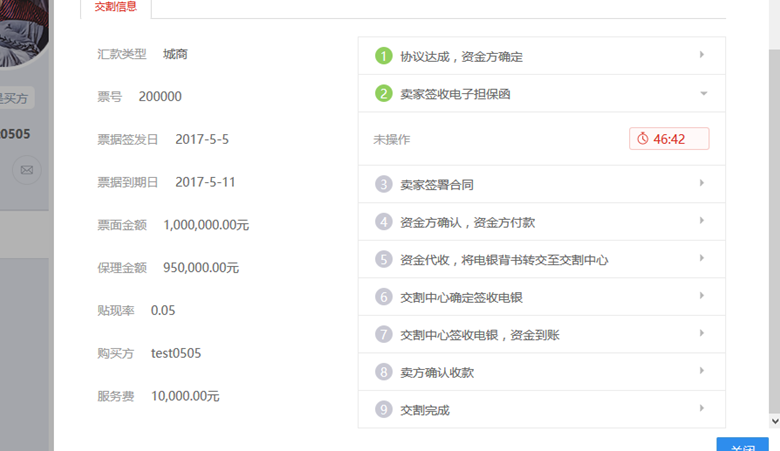 交割信息
汇款类型 城商
票号 200000
票据签发日 2017-5-5
票据到期日 2017-5-11
票面金额 1,000,000.00元
保理金额 950,000.00元
贴现率 0.05
购买方 test0505
服务费 10,000.00元
1 协议达成，资金方确定
2 卖家签收电子担保函
未操作 46:42
3 卖家签署合同
4 资金方确认，资金方付款
5 资金代收，将电银背书转交至交割中心
6 交割中心确定签收电银
7 交割中心签收电银，资金到账
8 卖方确认收款
9 交割完成
买方
0505
关闭